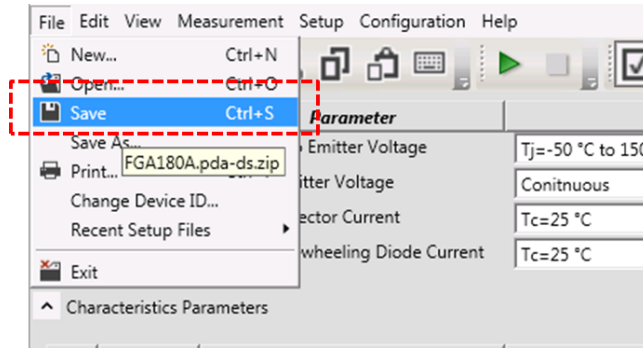 File Edit View Measurement Setup Configuration Help
New... Ctrl+N
Open... Ctrl+O
Save Ctrl+S
Parameter
Save As...
FGA180A.pda-ds.zip
Emitter Voltage Tj=-50 °C to 150
Print...
itter Voltage Conitnuous
Change Device ID...
ector Current Tc=25 °C
Recent Setup Files
wheeling Diode Current Tc=25 °C
Exit
Characteristics Parameters